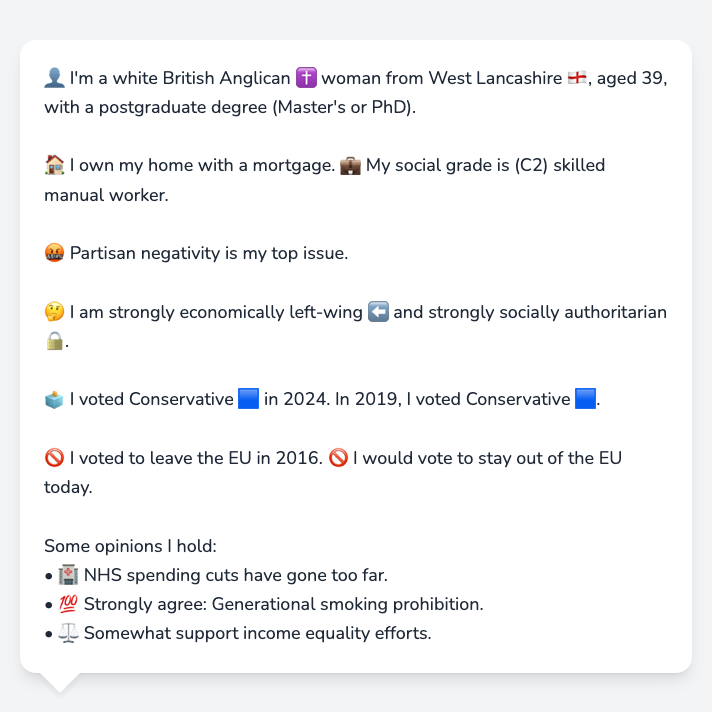 👤 I'm a white British Anglican ✝️ woman from West Lancashire 🏴󠁧󠁢󠁥󠁮󠁧󠁿, aged 39,
with a postgraduate degree (Master's or PhD).
🏠 I own my home with a mortgage. 💼 My social grade is (C2) skilled
manual worker.
🤬 Partisan negativity is my top issue.
🤔 I am strongly economically left-wing ⬅️ and strongly socially authoritarian
🔒.
🗳️ I voted Conservative 🟦 in 2024. In 2019, I voted Conservative 🟦.
🚫 I voted to leave the EU in 2016. 🚫 I would vote to stay out of the EU
today.
Some opinions I hold:
• 🏥 NHS spending cuts have gone too far.
• 💯 Strongly agree: Generational smoking prohibition.
• ⚖️ Somewhat support income equality efforts.